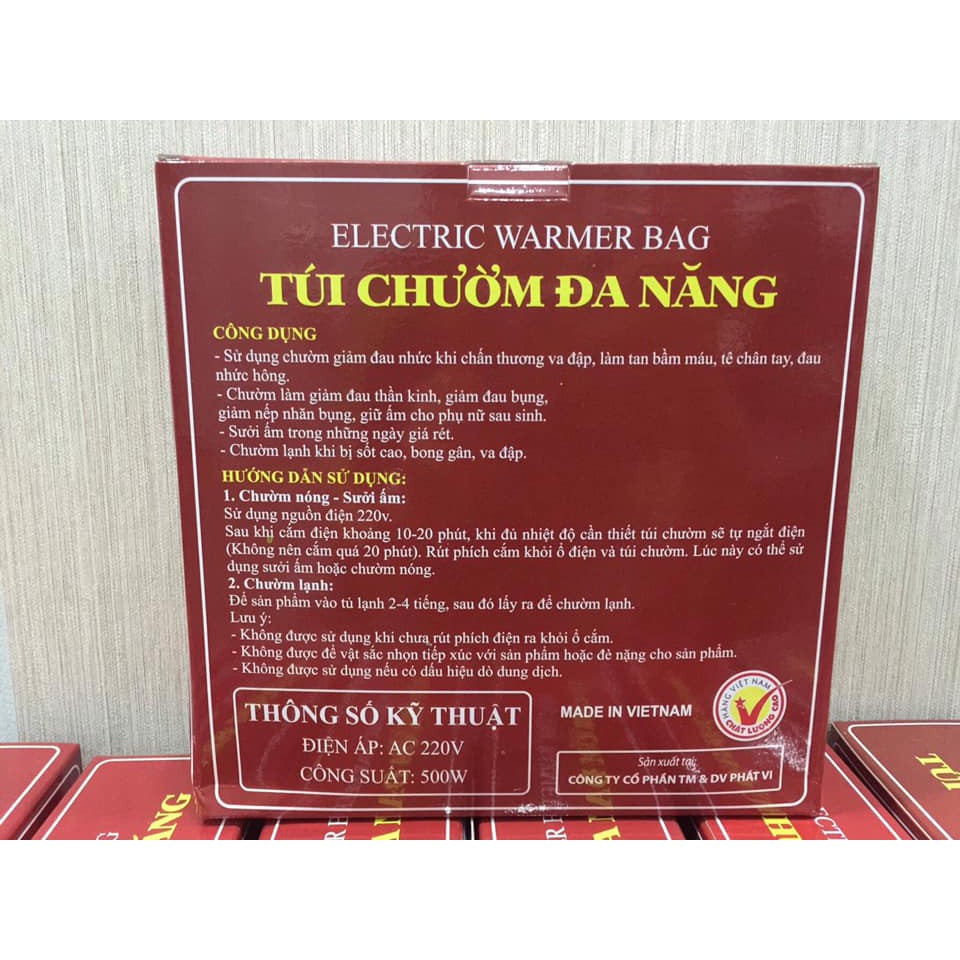 ELECTRIC WARMER BAG
TÚI CHƯỜM ĐA NĂNG
CÔNG DỤNG
- Sử dụng chườm giảm đau nhức khi chấn thương va đập, làm tan bầm máu, tê chân tay, đau
nhức hông.
- Chườm làm giảm đau thần kinh, giảm đau bụng,
giảm nếp nhăn bụng, giữ ấm cho phụ nữ sau sinh.
- Sưởi ấm trong những ngày giá rét.
- Chườm lạnh khi bị sốt cao, bong gân, va đập.
HƯỚNG DẪN SỬ DỤNG:
1. Chườm nóng - Sưởi ấm:
Sử dụng nguồn điện 220v.
Sau khi cắm điện khoảng 10-20 phút, khi đủ nhiệt độ cần thiết túi chườm sẽ tự ngắt điện
(Không nên cắm quá 20 phút). Rút phích cắm khỏi ổ điện và túi chườm. Lúc này có thể sử
dụng sưởi ấm hoặc chườm nóng.
2. Chườm lạnh:
Để sản phẩm vào tủ lạnh 2-4 tiếng, sau đó lấy ra để chườm lạnh.
Lưu ý:
- Không được sử dụng khi chưa rút phích điện ra khỏi ổ cắm.
- Không được để vật sắc nhọn tiếp xúc với sản phẩm hoặc đè nặng cho sản phẩm.
- Không được sử dụng nếu có dấu hiệu dò dung dịch.
THÔNG SỐ KỸ THUẬT
ĐIỆN ÁP: AC 220V
CÔNG SUẤT: 500W
MADE IN VIETNAM
HÀNG VIỆT NAM
CHẤT LƯỢNG CAO
Sản xuất tại:
CÔNG TY CỔ PHẦN TM & DV PHÁT VI
NĂNG
TÚI